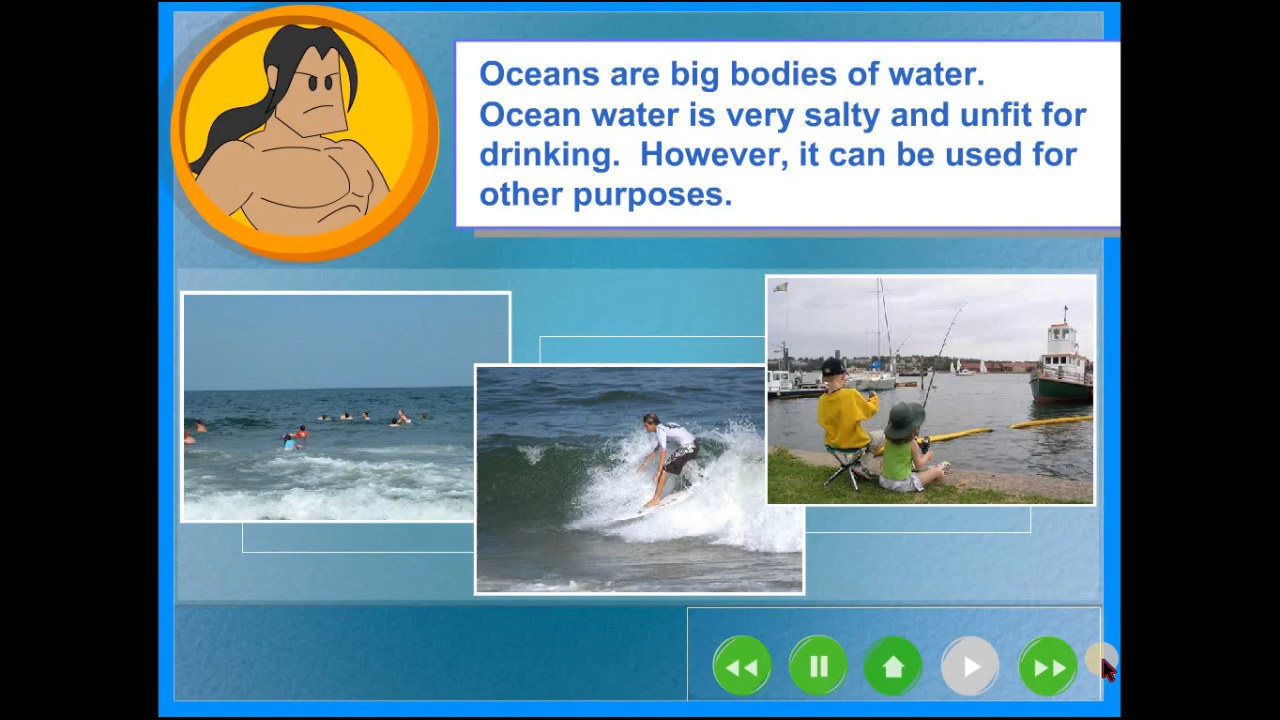 Oceans are big bodies of water.
Ocean water is very salty and unfit for
drinking.  However, it can be used for
other purposes.